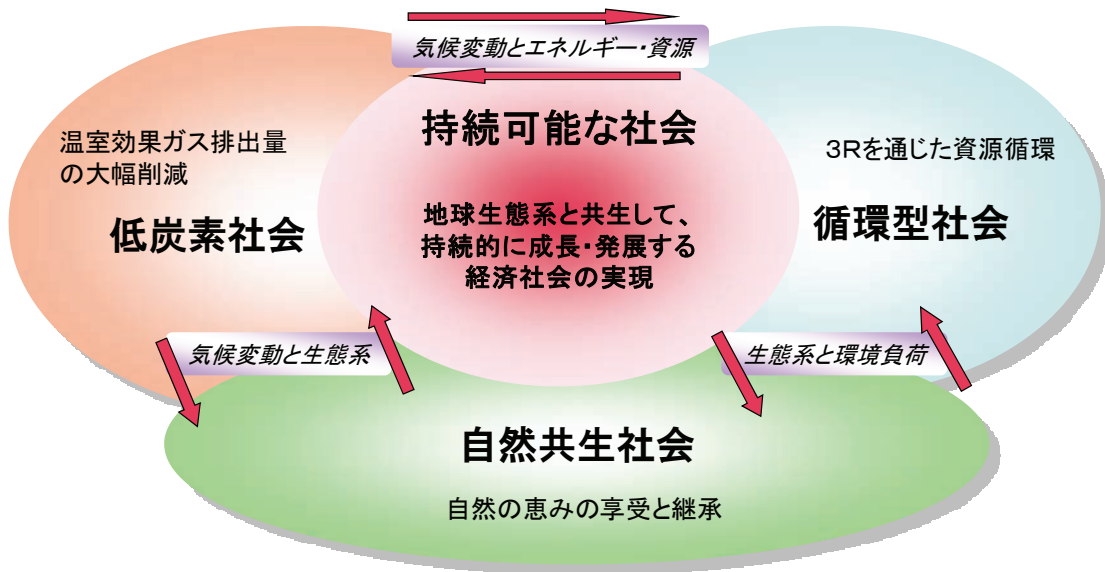 気候変動とエネルギー・資源
持続可能な社会
温室効果ガス排出量
の大幅削減
低炭素社会
地球生態系と共生して、
持続的に成長・発展する
経済社会の実現
3Rを通じた資源循環
循環型社会
気候変動と生態系
生態系と環境負荷
自然共生社会
自然の恵みの享受と継承